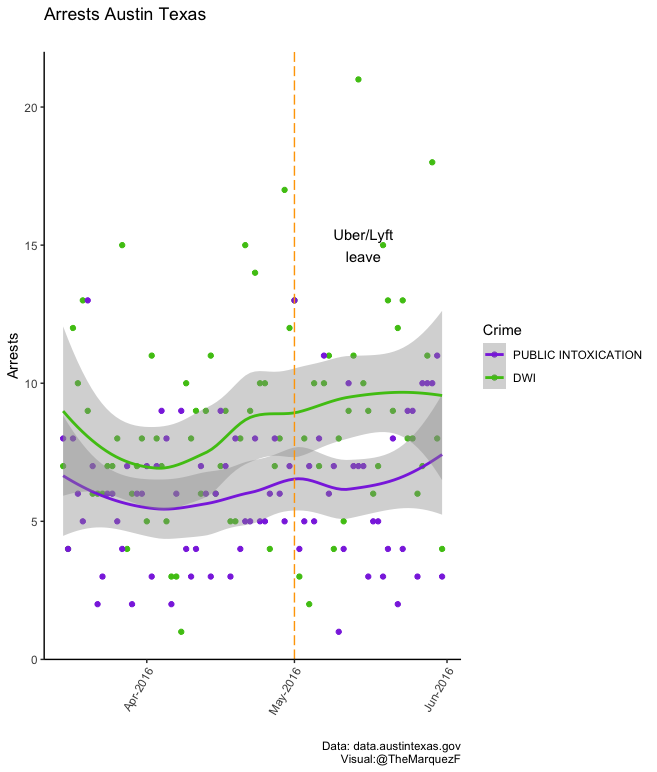 Arrests Austin Texas
20
15
10
5
0
Arrests
Uber/Lyft
leave
Crime
PUBLIC INTOXICATION
DWI
Apr-2016
May-2016
Jun-2016
Data: data.austintexas.gov
Visual:@TheMarquezF